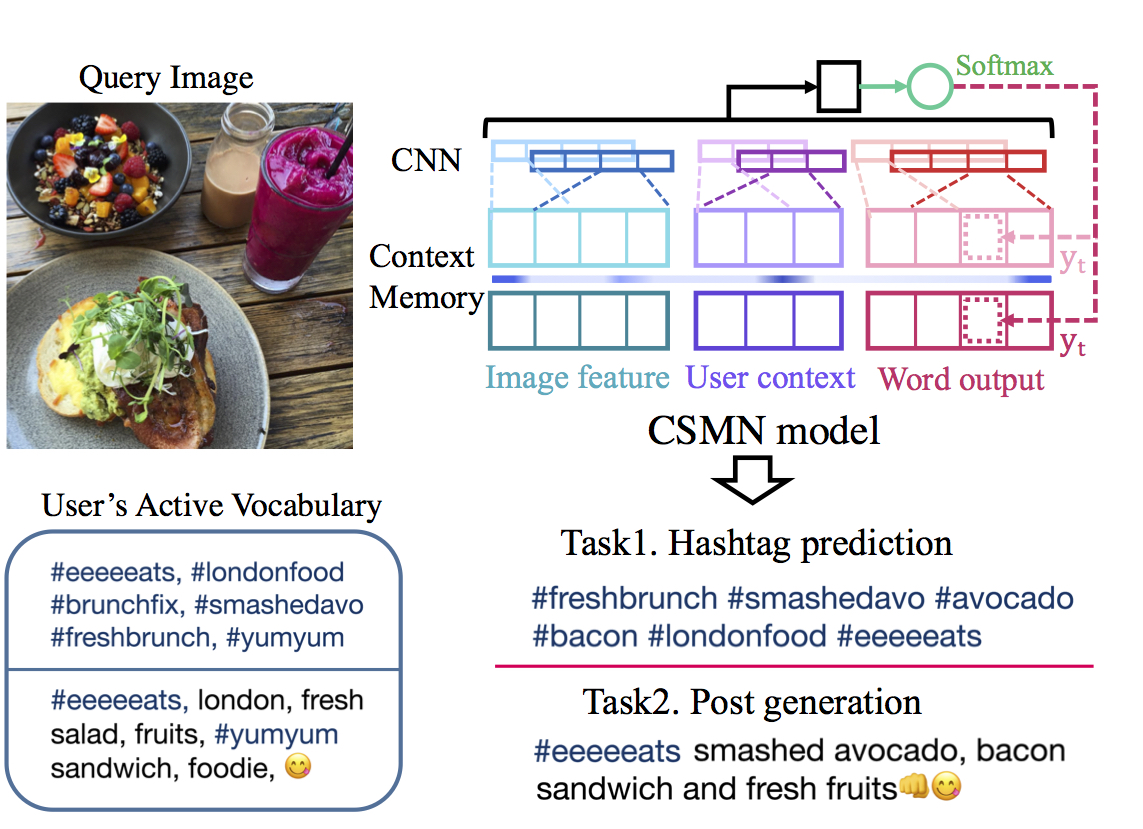 Query Image
User's Active Vocabulary
#eeeeeats, #londonfood
#brunchfix, #smashedavo
#freshbrunch, #yumyum
#eeeeeats, london, fresh
salad, fruits, #yumyum
sandwich, foodie, 😋
Softmax
CNN
Context
Memory
yt
yt
Image feature
User context
Word output
CSMN model
Task1. Hashtag prediction
#freshbrunch #smashedavo #avocado
#bacon #londonfood #eeeeeats
Task2. Post generation
#eeeeeats smashed avocado, bacon
sandwich and fresh fruits👊😋